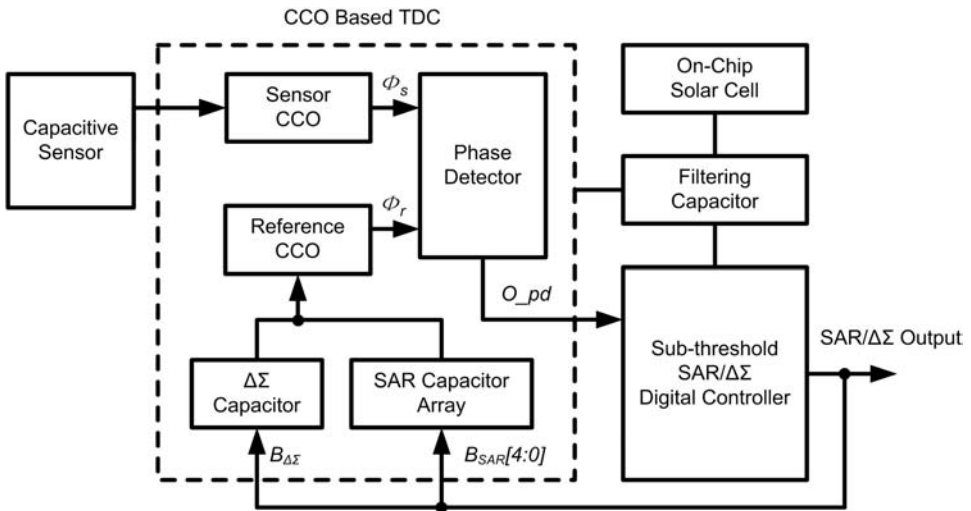 CCO Based TDC
Capacitive
Sensor
Sensor
CCO
Φs
Phase
Detector
Reference
CCO
Φr
O_pd
ΔΣ
Capacitor
SAR Capacitor
Array
BΔΣ
BSAR[4:0]
On-Chip
Solar Cell
Filtering
Capacitor
Sub-threshold
SAR/ΔΣ
Digital Controller
SAR/ΔΣ Output